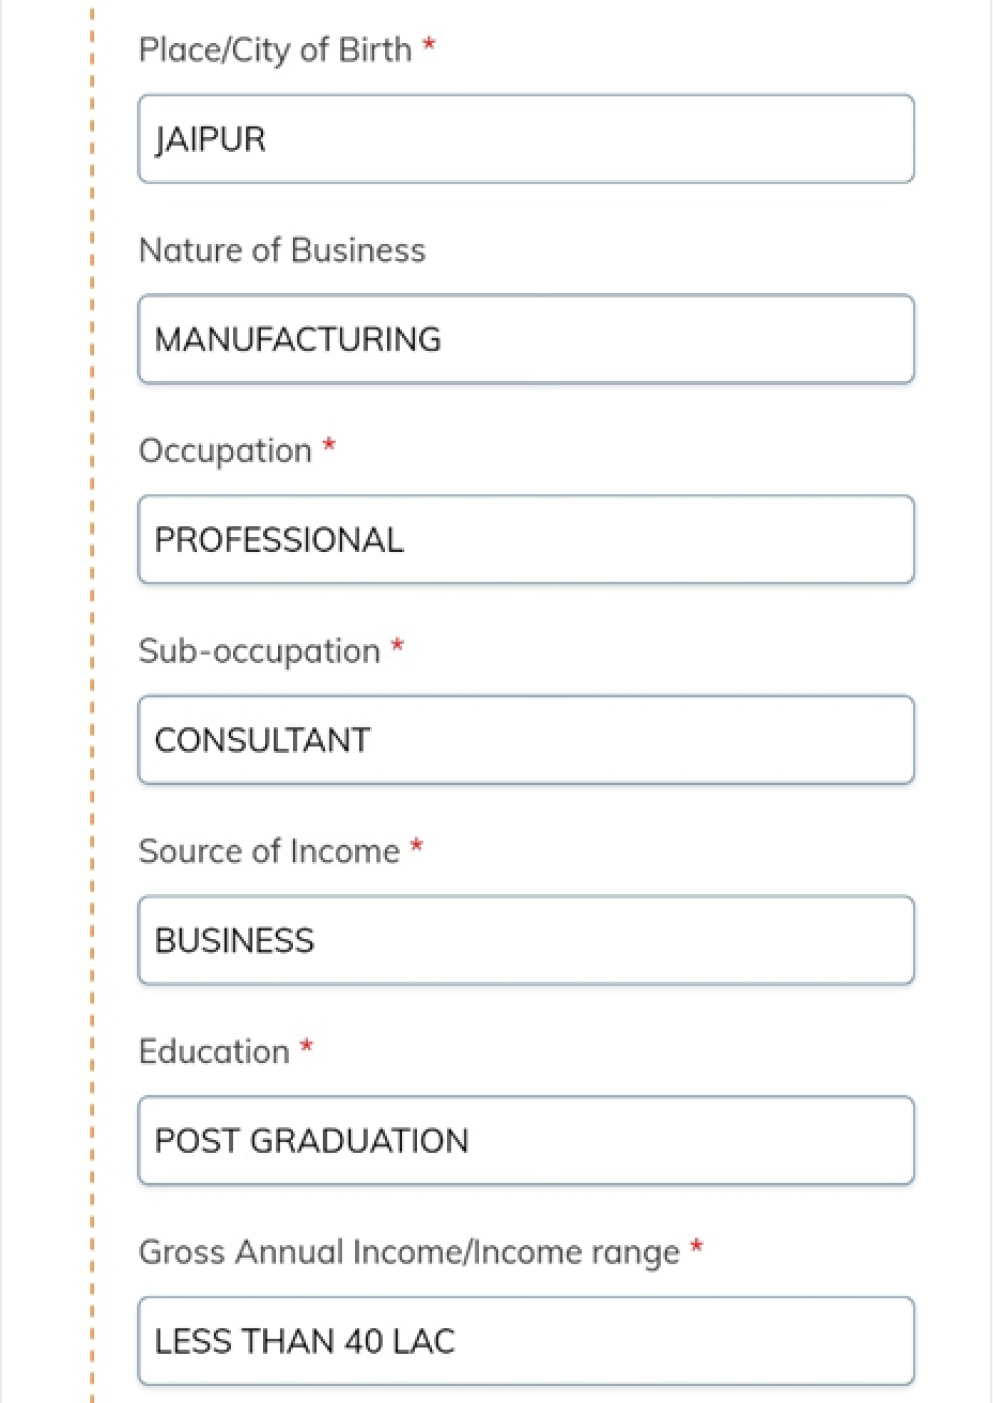 Place/City of Birth *
JAIPUR
Nature of Business
MANUFACTURING
Occupation *
PROFESSIONAL
Sub-occupation *
CONSULTANT
Source of Income *
BUSINESS
Education *
POST GRADUATION
Gross Annual Income/Income range *
LESS THAN 40 LAC